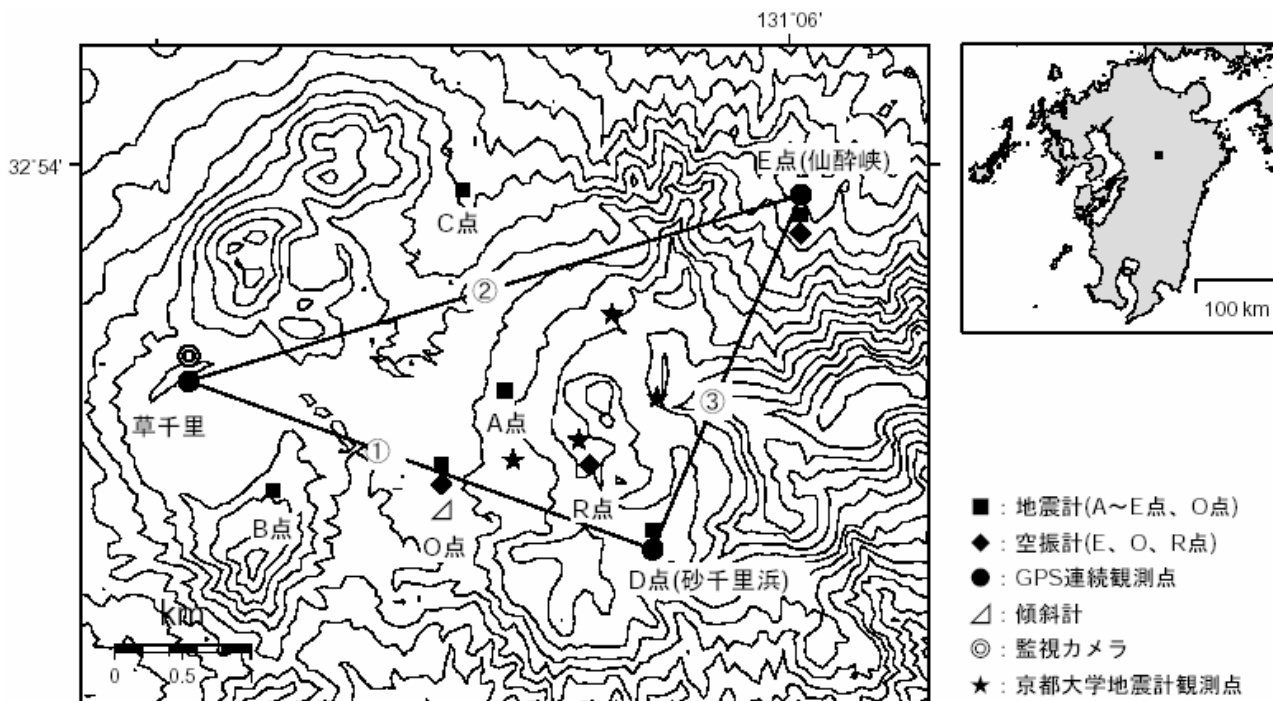 131°06'
32°54'
E点(仙酔峡)
C点
②
草千里
A点
③
①
B点
O点
R点
D点(砂千里浜)
km
0 0.5
100 km
■：地震計(A～E点、O点)
◆：空振計(E、O、R点)
●：GPS連続観測点
⊿：傾斜計
◎：監視カメラ
★：京都大学地震計観測点